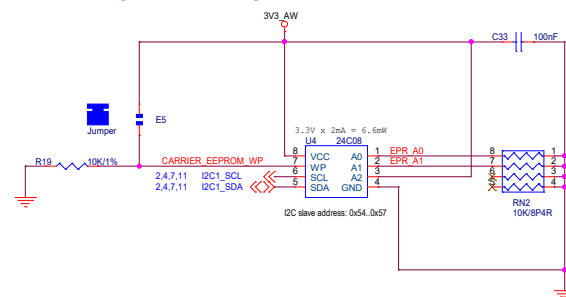 3V3_AW
C33 100nF
E5
Jumper
3.3V x 2mA = 6.6mW
U4 24C08
R19 10K/1% CARRIER_EEPROM_WP
8 VCC A0 1 EPR_A0 8 1
7 WP A1 2 EPR_A1 7 2
2,4,7,11 I2C1_SCL 6 SCL A2 3 6 3
2,4,7,11 I2C1_SDA 5 SDA GND 4 5 4
I2C slave address: 0x54..0x57
RN2
10K/8P4R